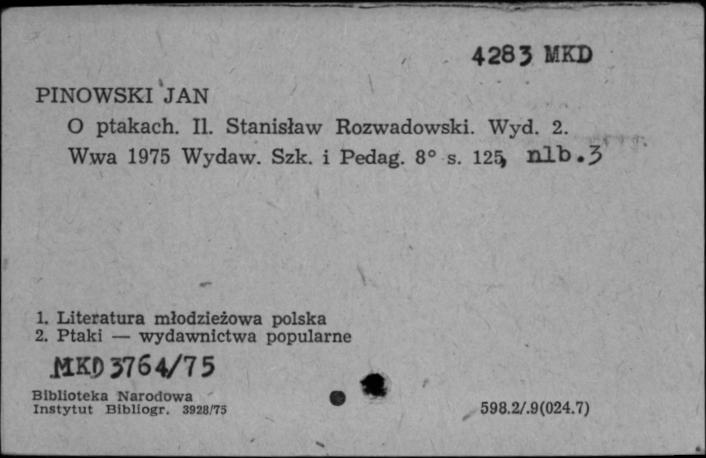 4283 MKD
PINOWSKI JAN
O ptakach. Il. Stanisław Rozwadowski. Wyd. 2.
Wwa 1975 Wydaw. Szk. i Pedag. 8° s. 125, nlb.3
1. Literatura młodzieżowa polska
2. Ptaki — wydawnictwa popularne
MKD 3764/75
Biblioteka Narodowa
Instytut Bibliogr. 3928/75
598.2/.9(024.7)